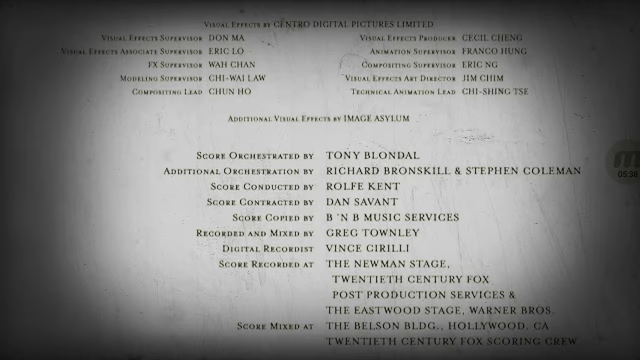 Visual Effects by CENTRO DIGITAL PICTURES LIMITED
Visual Effects Supervisor DON MA Visual Effects Producer CECIL CHENG
Visual Effects Associate Supervisor ERIC LO Animation Supervisor FRANCO HUNG
FX Supervisor WAH CHAN Compositing Supervisor ERIC NG
Modeling Supervisor CHI-WAI LAW Visual Effects Art Director JIM CHIM
Compositing Lead CHUN HO Technical Animation Lead CHI-SHING TSE
Additional Visual Effects by IMAGE ASYLUM
Score Orchestrated by TONY BLONDAL
Additional Orchestration by RICHARD BRONSKILL & STEPHEN COLEMAN
Score Conducted by ROLFE KENT
Score Contracted by DAN SAVANT
Score Copied by B 'N B MUSIC SERVICES
Recorded and Mixed by GREG TOWNLEY
Digital Recordist VINCE CIRILLI
Score Recorded at THE NEWMAN STAGE,
TWENTIETH CENTURY FOX
POST PRODUCTION SERVICES &
THE EASTWOOD STAGE, WARNER BROS.
Score Mixed at THE BELSON BLDG., HOLLYWOOD, CA
TWENTIETH CENTURY FOX SCORING CREW
05:38